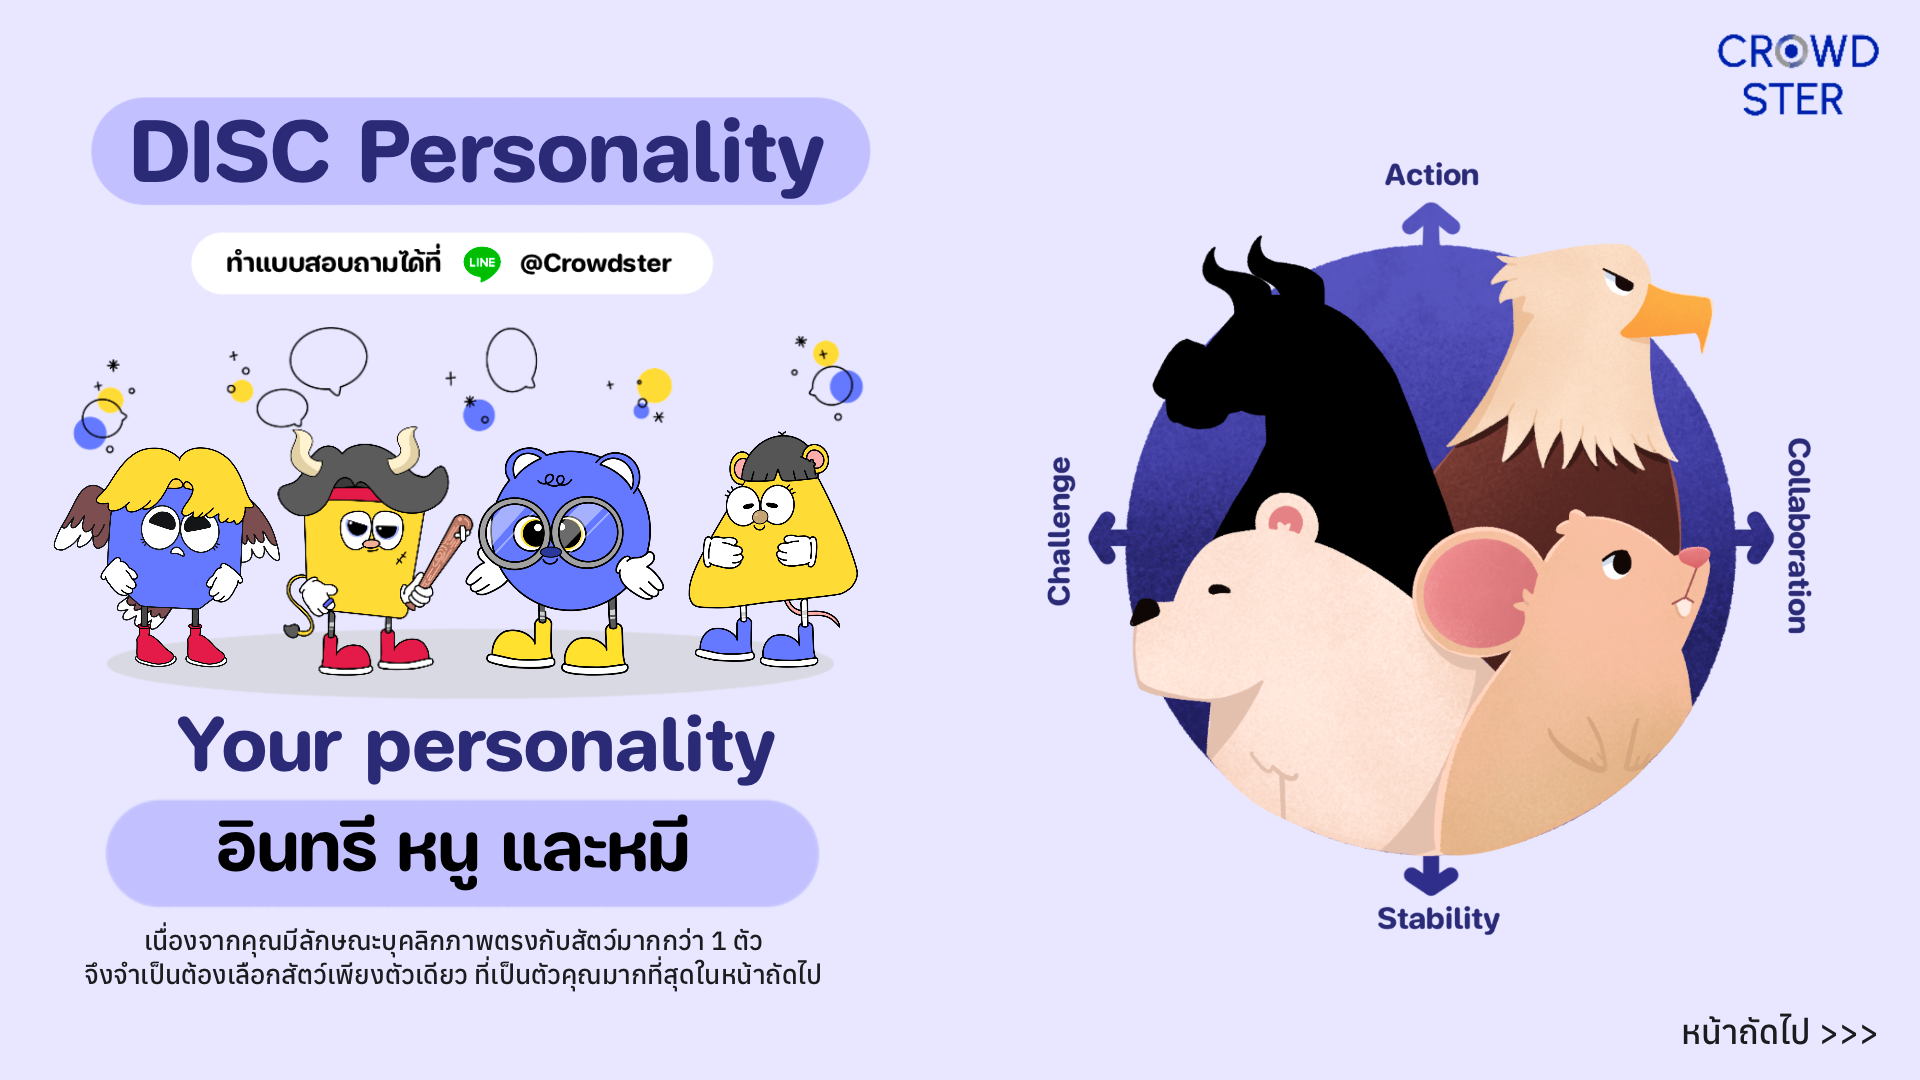 CROWD
STER
DISC Personality
ทำแบบสอบถามได้ที่ LINE @Crowdster
Action
Challenge
Collaboration
Stability
Your personality
อินทรี หนู และหมี
เนื่องจากคุณมีลักษณะบุคลิกภาพตรงกับสัตว์มากกว่า 1 ตัว
จึงจำเป็นต้องเลือกสัตว์เพียงตัวเดียว ที่เป็นตัวคุณมากที่สุดในหน้าถัดไป
หน้าถัดไป >>>